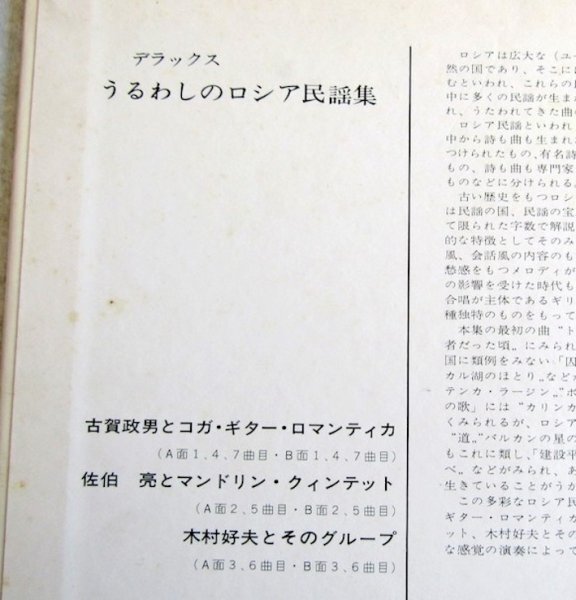 デラックス
うるわしのロシア民謡集
古賀政男とコガ・ギター・ロマンティカ
(A面1、4、7曲目・B面1、4、7曲目)
佐伯　亮とマンドリン・クィンテット
(A面2、5曲目・B面2、5曲目)
木村好夫とそのグループ
(A面3、6曲目・B面3、6曲目)
ロシアは広大な(ユー
然の国であり、そこに
むといわれ、これらの
中に多くの民謡が生ま
れ、うたわれてきた曲
ロシア民謡といわれ
中から詩も曲も生まれ
つけられたもの、有名詩
もの、詩も曲も専門家
ものなどに分けられる
古い歴史をもつロシ
は民謡の国、民謡の宝
て限られた字数で解説
的な特徴としてそのみ
風、会話風の内容のも
愁感をもつメロディが
の影響を受けた時代も
合唱が主体であるギリ
種独特のものをもって
本集の最初の曲 "ト
者だった頃〟にみられ
国に類例をみない「囚
カル湖のほとり〟などか
テンカ・ラージン〟"ポ
の歌」には "カリンカ
くみられるが、ロシア
"道〟"バルカンの星の
もこれに類し、「建設平
ベ〟などがみられ、あ
生きていることがうか
この多彩なロシア民
ギター・ロマンティカ
ット、木村好夫とその
な感覚の演奏によって